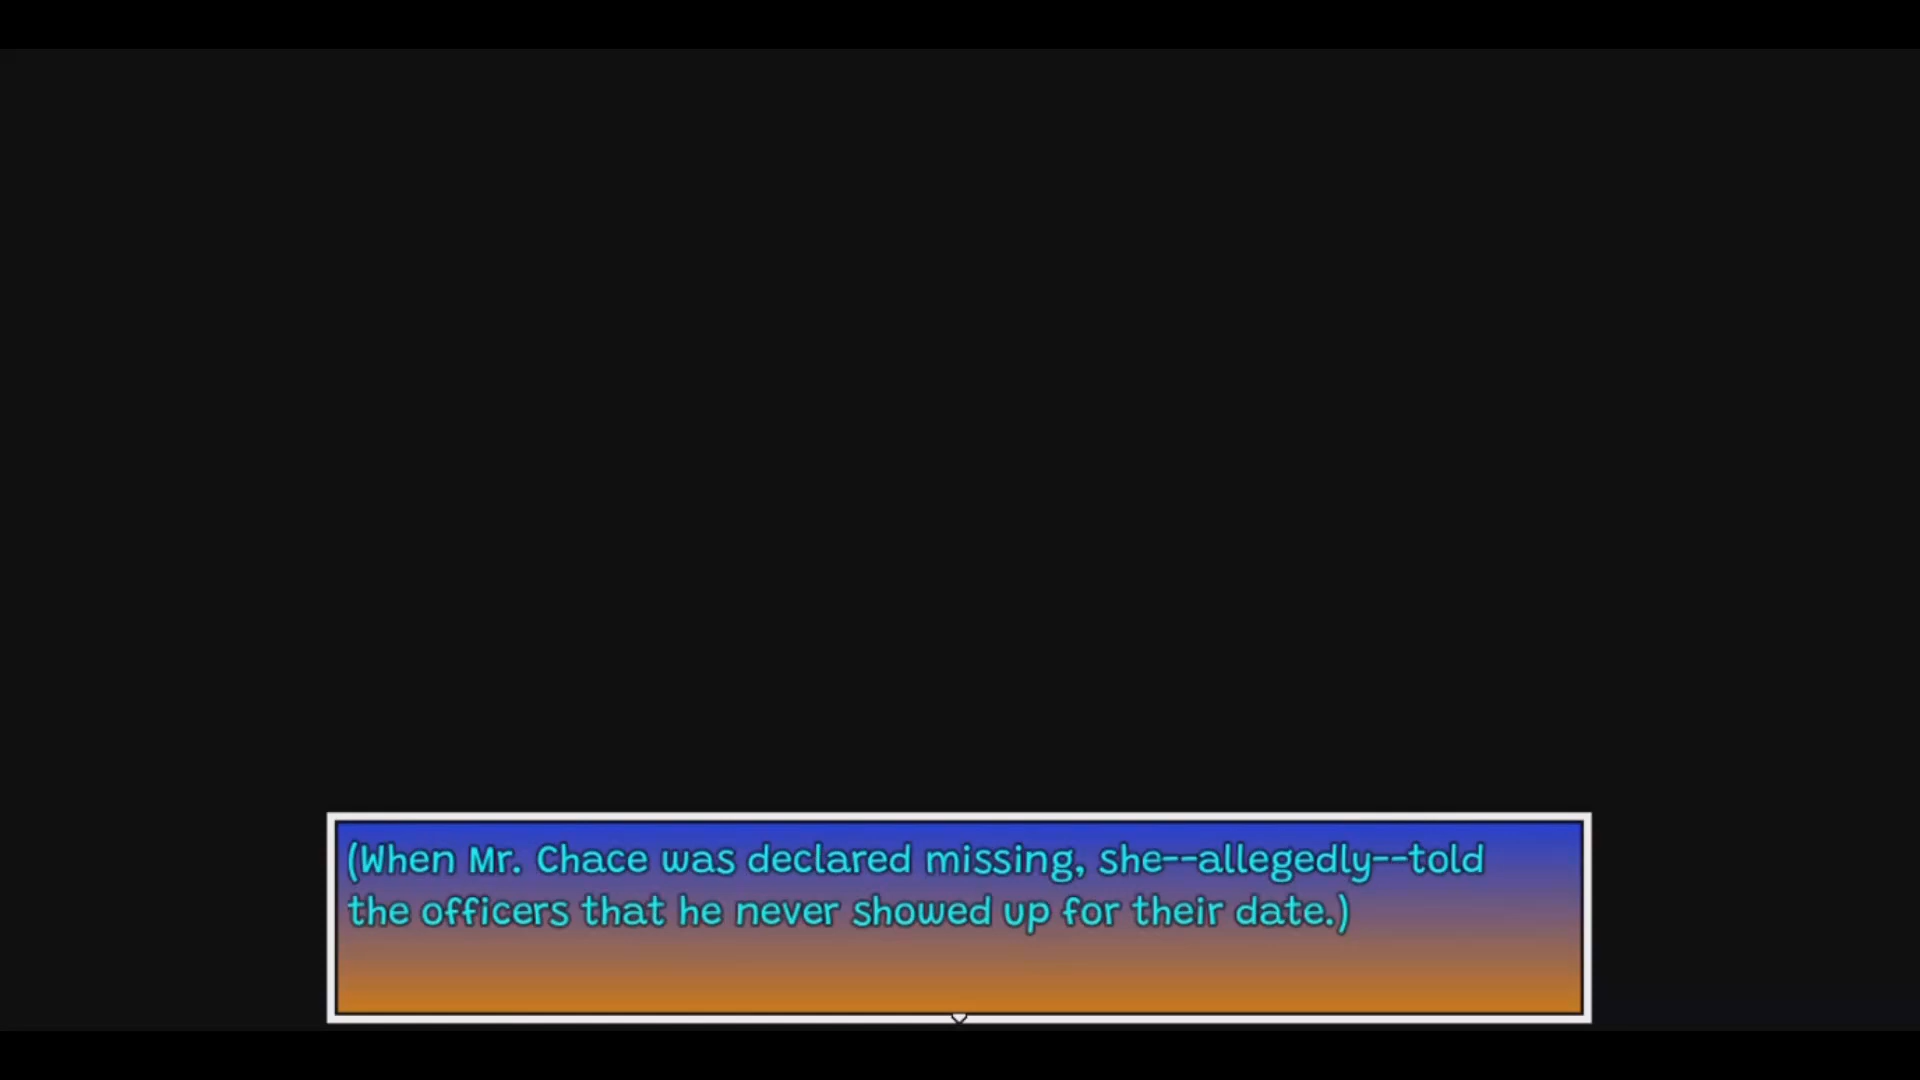 (When Mr. Chace was declared missing, she--allegedly--told
the officers that he never showed up for their date.)